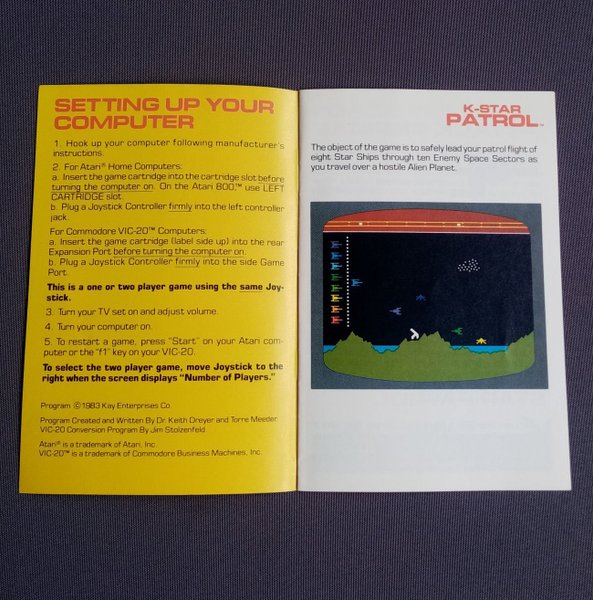 SETTING UP YOUR
COMPUTER
1. Hook up your computer following manufacturer's
instructions.
2. For Atari® Home Computers:
a. Insert the game cartridge into the cartridge slot before
turning the computer on. On the Atari 800,™ use LEFT
CARTRIDGE slot.
b. Plug a Joystick Controller firmly into the left controller
jack.
For Commodore VIC-20™ Computers:
a. Insert the game cartridge (label side up) into the rear
Expansion Port before turning the computer on.
b. Plug a Joystick Controller firmly into the side Game
Port.
This is a one or two player game using the same Joy-
stick.
3. Turn your TV set on and adjust volume.
4. Turn your computer on.
5. To restart a game, press "Start" on your Atari com-
puter or the "f1" key on your VIC-20.
To select the two player game, move Joystick to the
right when the screen displays "Number of Players."
Program © 1983 Kay Enterprises Co.
Program Created and Written By Dr. Keith Dreyer and Torre Meeder.
VIC-20 Conversion Program By Jim Stolzenfeld.
Atari® is a trademark of Atari, Inc.
VIC-20™ is a trademark of Commodore Business Machines, Inc.
K-STAR
PATROL™
The object of the game is to safely lead your patrol flight of
eight Star Ships through ten Enemy Space Sectors as
you travel over a hostile Alien Planet.